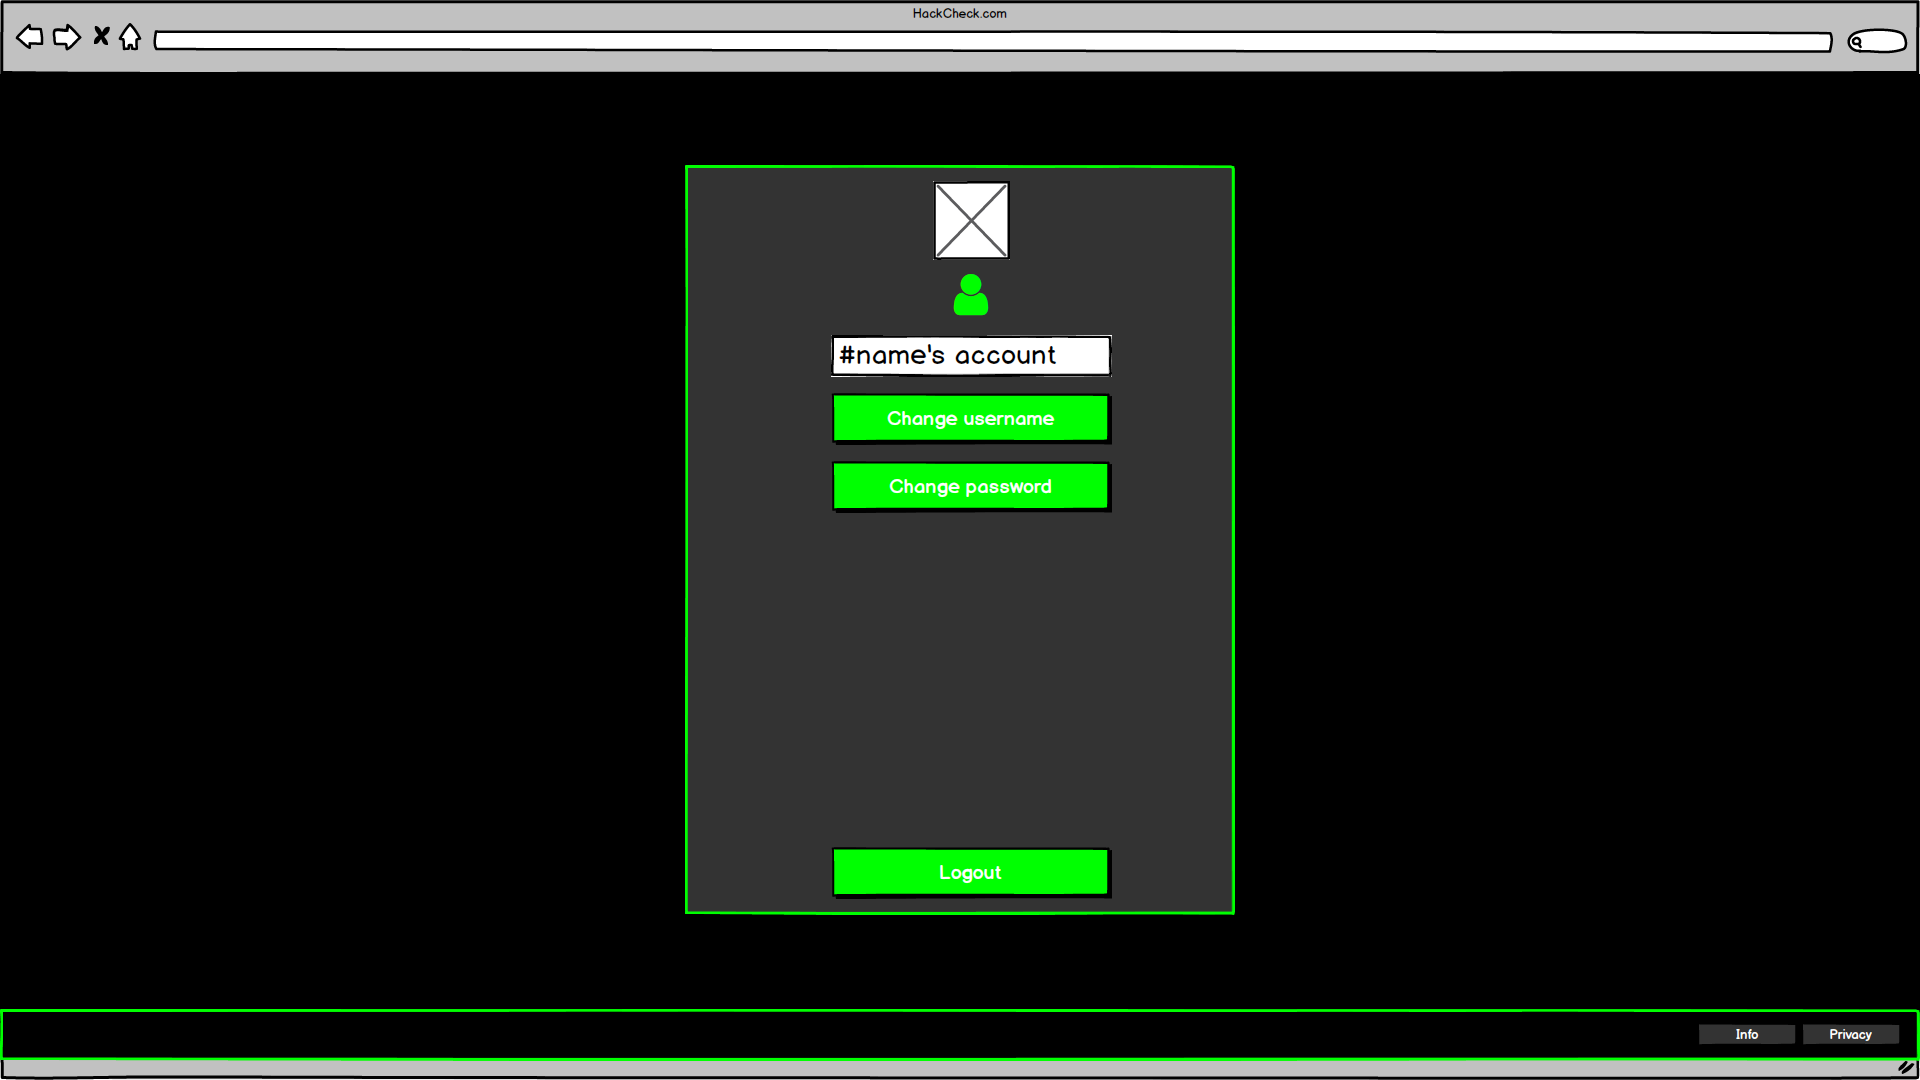 HackCheck.com
#name's account
Change username
Change password
Logout
Info
Privacy